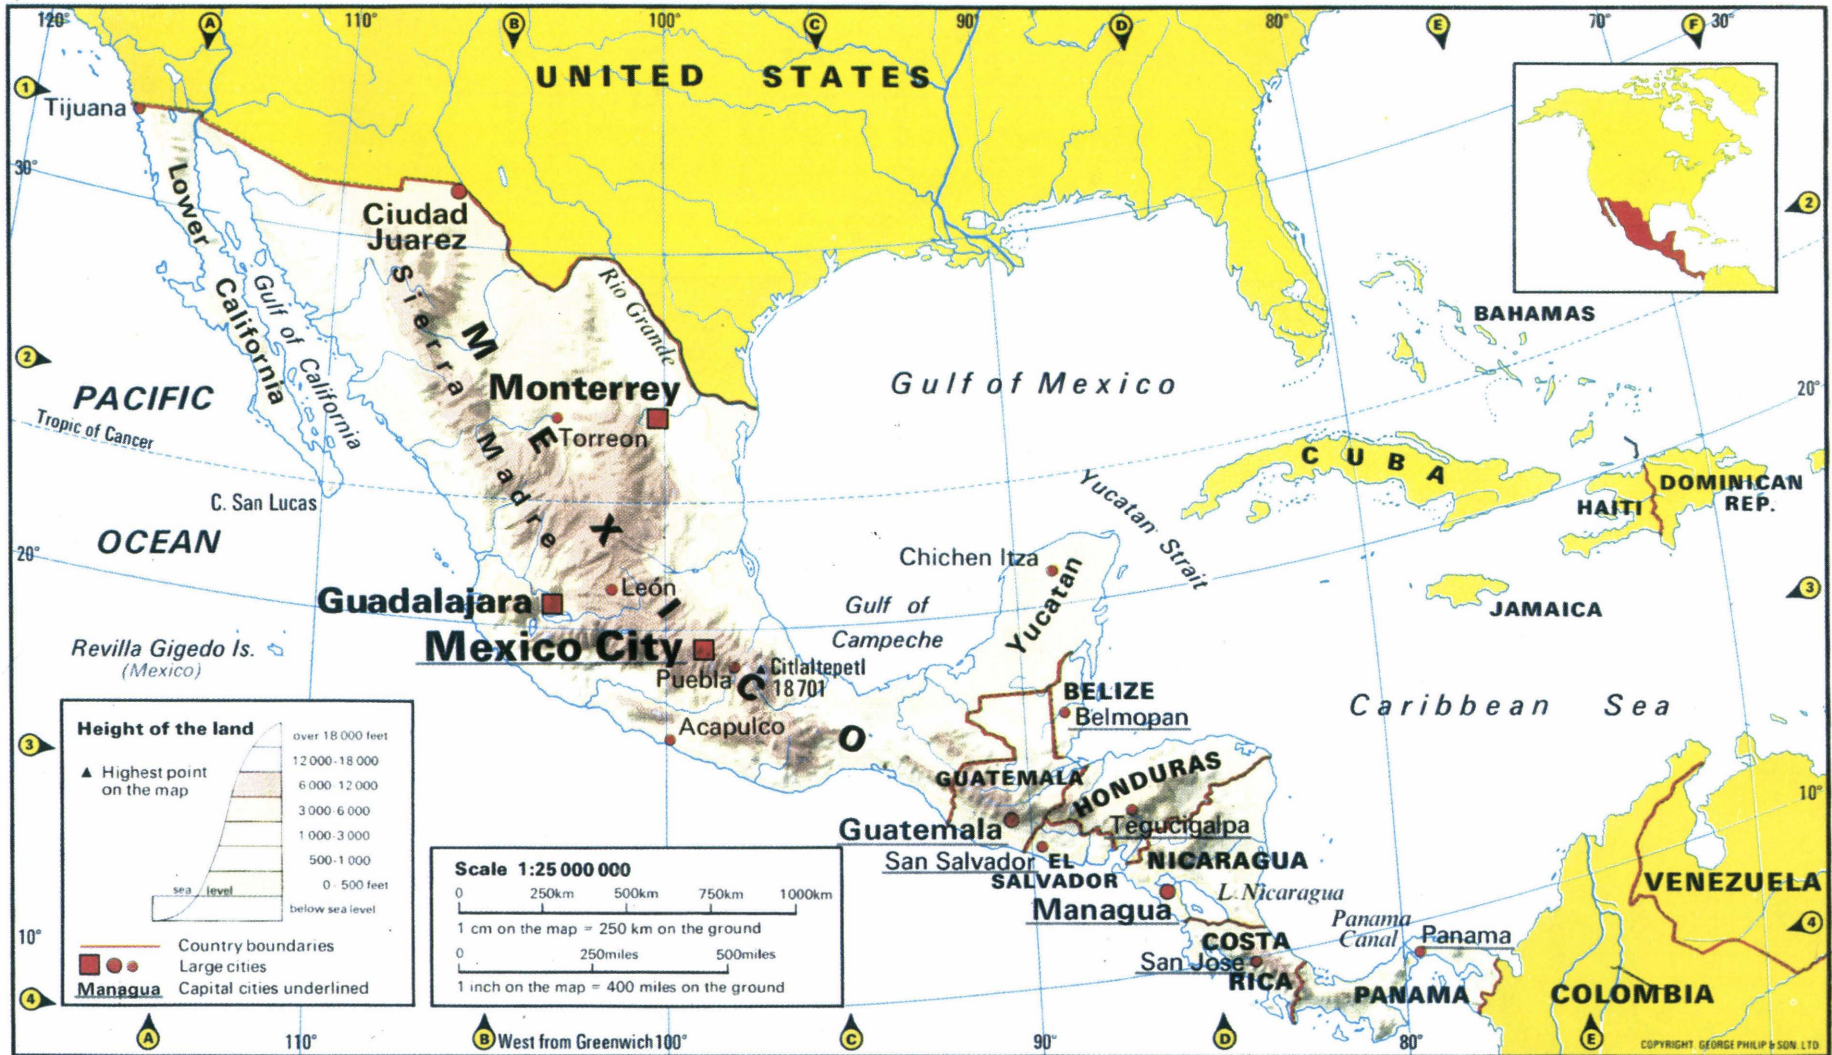 120°
A
110°
B
100°
C
90°
D
80°
E
70°
F
30°
UNITED STATES
1
Tijuana
30°
Lower California
Gulf of California
Ciudad
Juarez
Sierra Madre
Rio Grande
MEXICO
Monterrey
Torreon
2
2
PACIFIC
OCEAN
Tropic of Cancer
C. San Lucas
Gulf of Mexico
BAHAMAS
20°
CUBA
HAITI
DOMINICAN
REP.
JAMAICA
3
Yucatan Strait
Chichen Itza
Yucatan
20°
Guadalajara
León
Mexico City
Puebla
Citlaltepetl
18701
Acapulco
Gulf of
Campeche
Revilla Gigedo Is.
(Mexico)
Caribbean Sea
BELIZE
Belmopan
GUATEMALA
HONDURAS
Guatemala
Tegucigalpa
San Salvador
EL
SALVADOR
NICARAGUA
L. Nicaragua
Managua
COSTA
RICA
San Jose
Panama
Canal
Panama
PANAMA
COLOMBIA
VENEZUELA
10°
4
3
Height of the land
Highest point
on the map
over 18 000 feet
12 000-18 000
6 000-12 000
3 000-6 000
1 000-3 000
500-1 000
0-500 feet
sea level
below sea level
Country boundaries
Large cities
Managua Capital cities underlined
10°
4
Scale 1:25 000 000
0 250km 500km 750km 1000km
1 cm on the map = 250 km on the ground
0 250miles 500miles
1 inch on the map = 400 miles on the ground
A
110°
B
West from Greenwich 100°
C
90°
D
80°
E
COPYRIGHT. GEORGE PHILIP & SON. LTD.